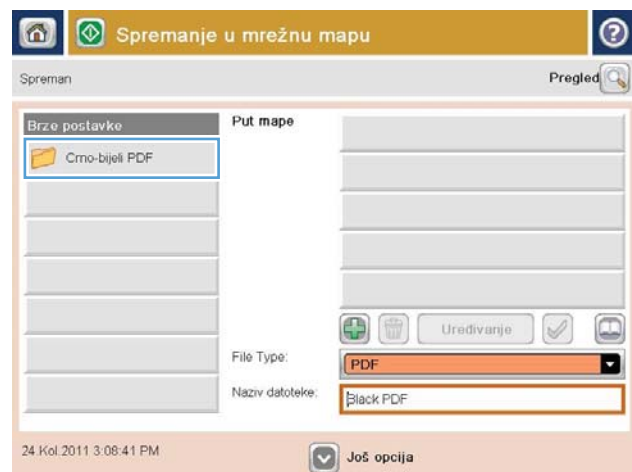 Spremanje u mrežnu mapu
Spreman
Pregled
Brze postavke
Crno-bijeli PDF
Put mape
Uređivanje
File Type:
PDF
Naziv datoteke:
Black PDF
24.Kol.2011 3:08:41 PM
Još opcija